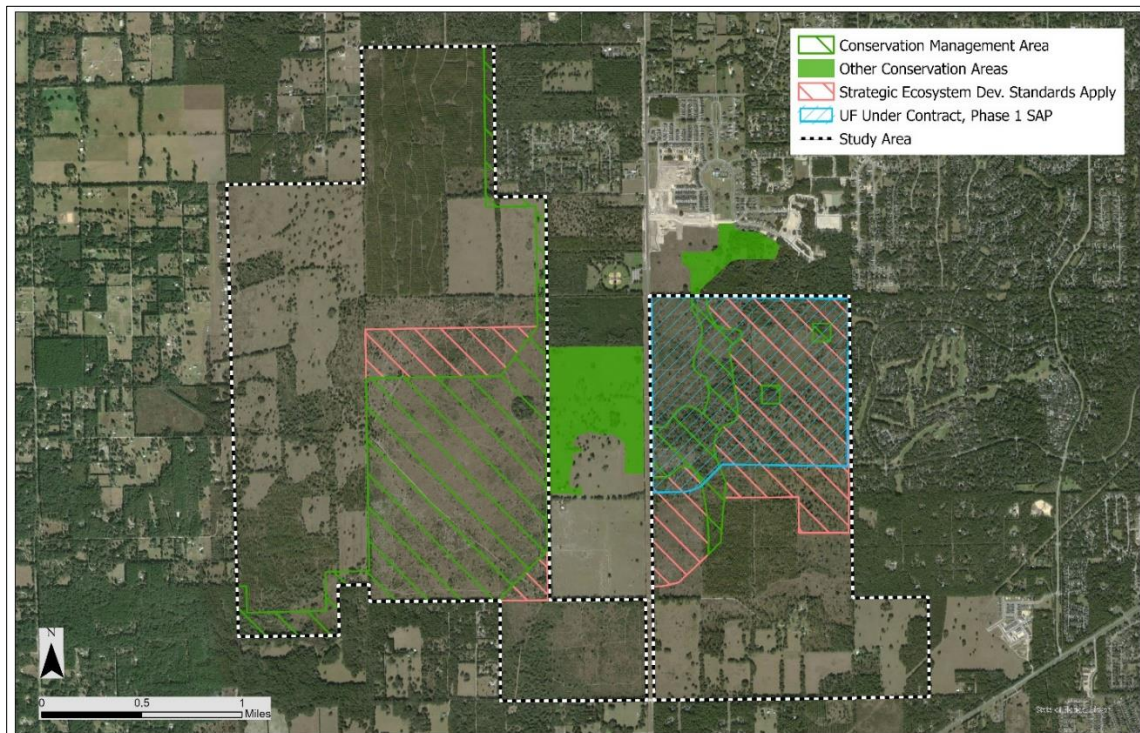 Conservation Management Area
Other Conservation Areas
Strategic Ecosystem Dev. Standards Apply
UF Under Contract, Phase 1 SAP
Study Area
N
0 0.5 1
Miles